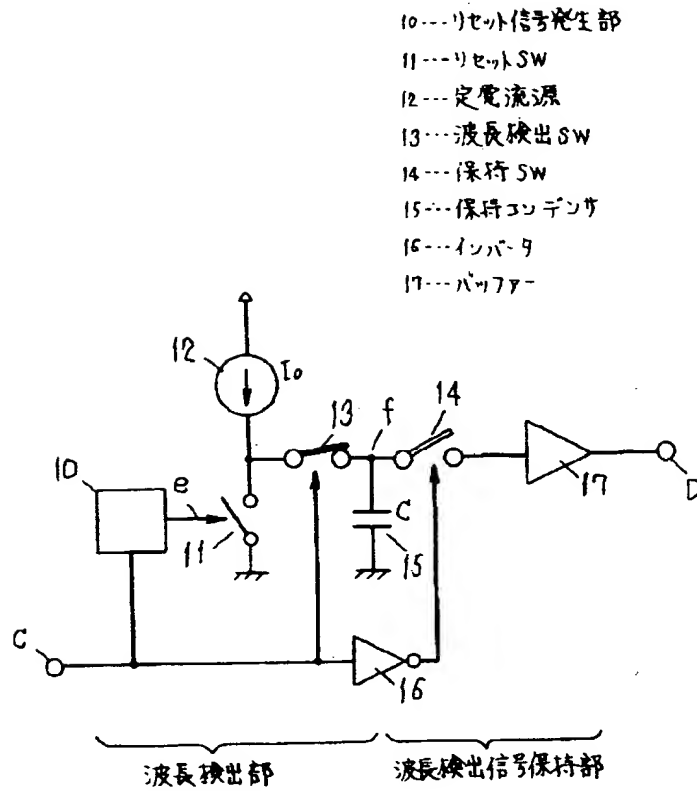 10---リセット信号発生部
11---リセットSW
12---定電流源
13---波長検出SW
14---保持SW
15---保持コンデンサ
16---インバータ
17---バッファー
12
Io
13
f
14
10
e
11
C
15
17
D
C
16
波長検出部
波長検出信号保持部